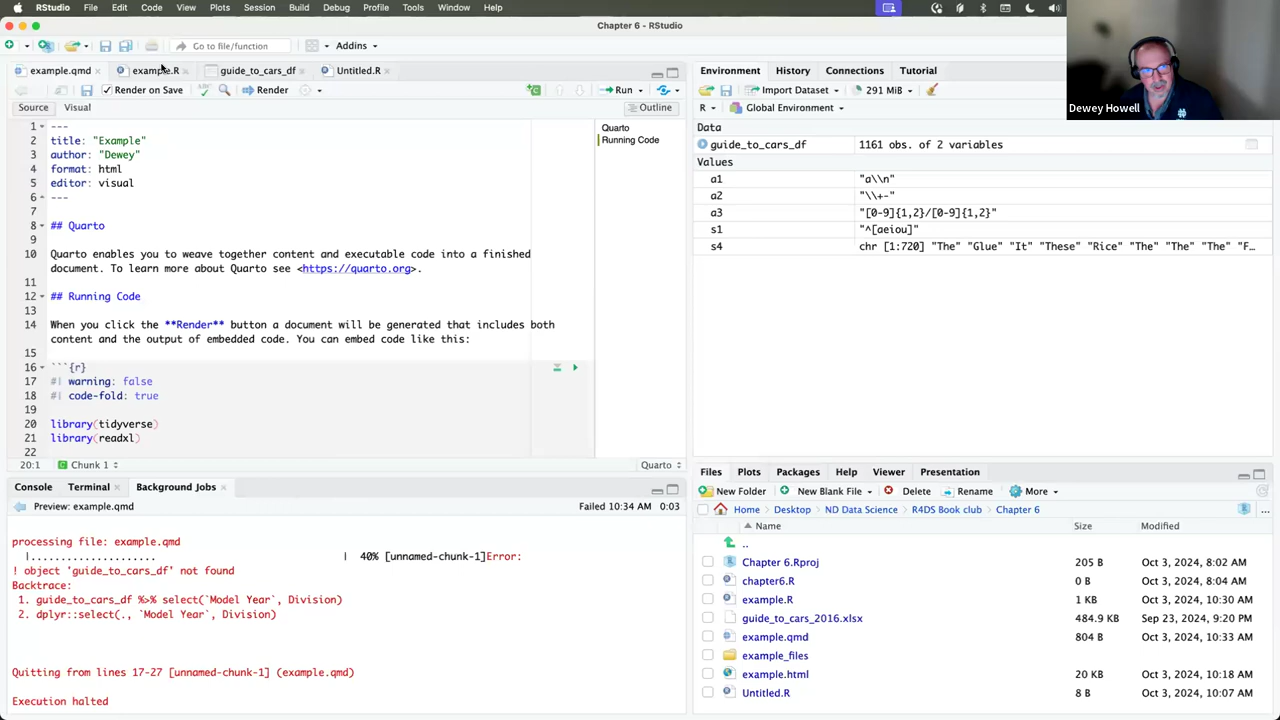 RStudio File Edit Code View Plots Session Build Debug Profile Tools Window Help
Chapter 6 - RStudio
Go to file/function Addins
example.qmd example.R guide_to_cars_df Untitled.R
Render on Save Render Run
Source Visual Outline
1 ---
2 title: "Example"
3 author: "Dewey"
4 format: html
5 editor: visual
6 ---
7
8 ## Quarto
9
10 Quarto enables you to weave together content and executable code into a finished
document. To learn more about Quarto see <https://quarto.org>.
11
12 ## Running Code
13
14 When you click the **Render** button a document will be generated that includes both
content and the output of embedded code. You can embed code like this:
15
16 ```{r}
17 #| warning: false
18 #| code-fold: true
19
20 library(tidyverse)
21 library(readxl)
22
Quarto
Running Code
20:1 Chunk 1 Quarto
Console Terminal Background Jobs
Preview: example.qmd Failed 10:34 AM 0:03
processing file: example.qmd
|..................... | 40% [unnamed-chunk-1]Error:
! object 'guide_to_cars_df' not found
Backtrace:
1. guide_to_cars_df %>% select(`Model Year`, Division)
2. dplyr::select(., `Model Year`, Division)
Quitting from lines 17-27 [unnamed-chunk-1] (example.qmd)
Execution halted
Environment History Connections Tutorial
Import Dataset 291 MiB
R Global Environment
Data
guide_to_cars_df 1161 obs. of 2 variables
Values
a1 "a\\n"
a2 "\\+-"
a3 "[0-9]{1,2}/[0-9]{1,2}"
s1 "^[aeiou]"
s4 chr [1:720] "The" "Glue" "It" "These" "Rice" "The" "The" "The" "F…
Files Plots Packages Help Viewer Presentation
New Folder New Blank File Delete Rename More
Home Desktop ND Data Science R4DS Book club Chapter 6 ...
Name Size Modified
..
Chapter 6.Rproj 205 B Oct 3, 2024, 8:02 AM
chapter6.R 0 B Oct 3, 2024, 8:04 AM
example.R 1 KB Oct 3, 2024, 10:30 AM
guide_to_cars_2016.xlsx 484.9 KB Sep 23, 2024, 9:20 PM
example.qmd 804 B Oct 3, 2024, 10:33 AM
example_files
example.html 20 KB Oct 3, 2024, 10:18 AM
Untitled.R 8 B Oct 3, 2024, 10:07 AM
Dewey Howell